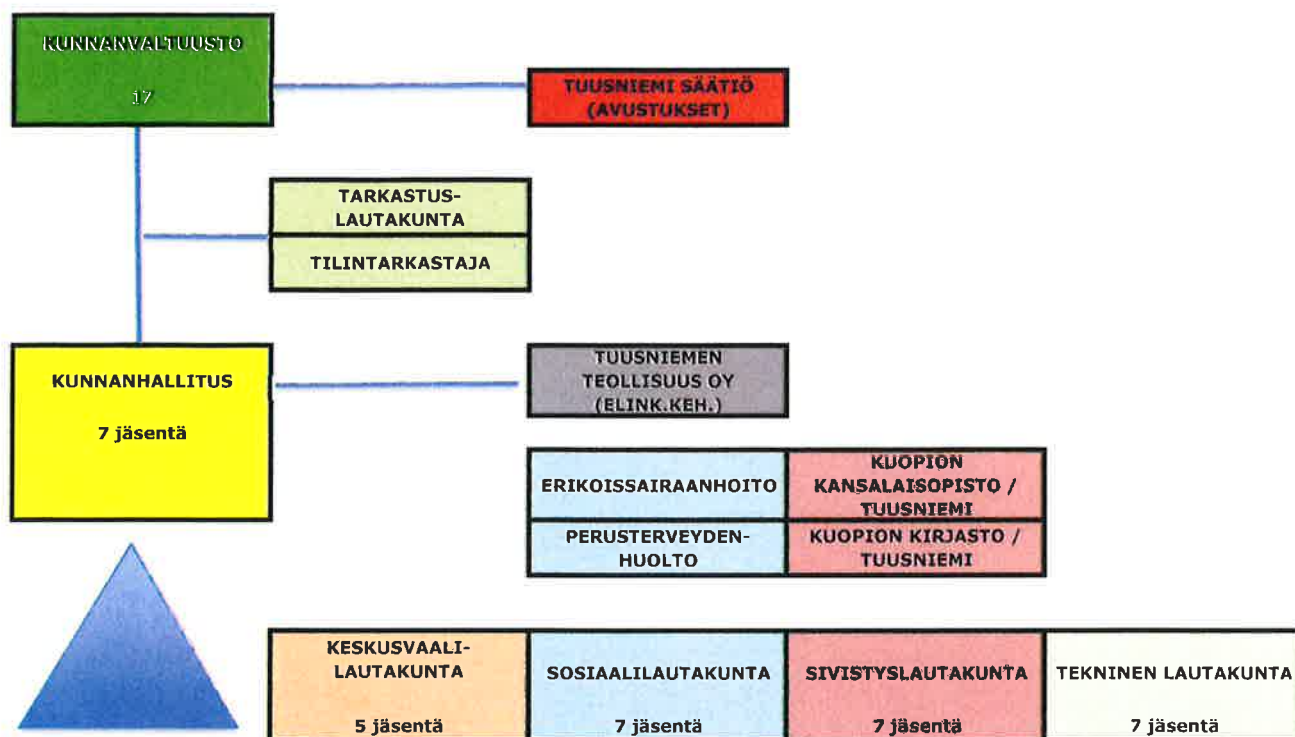 KUNNANVALTUUSTO
17
TUUSNIEMI SÄÄTIÖ
(AVUSTUKSET)
TARKASTUS-
LAUTAKUNTA
TILINTARKASTAJA
KUNNANHALLITUS
7 jäsentä
TUUSNIEMEN
TEOLLISUUS OY
(ELINK.KEH.)
ERIKOISSAIRAANHOITO
KUOPION
KANSALAISOPISTO /
TUUSNIEMI
PERUSTERVEYDEN-
HUOLTO
KUOPION KIRJASTO /
TUUSNIEMI
KESKUSVAALI-
LAUTAKUNTA
5 jäsentä
SOSIAALILAUTAKUNTA
7 jäsentä
SIVISTYSLAUTAKUNTA
7 jäsentä
TEKNINEN LAUTAKUNTA
7 jäsentä